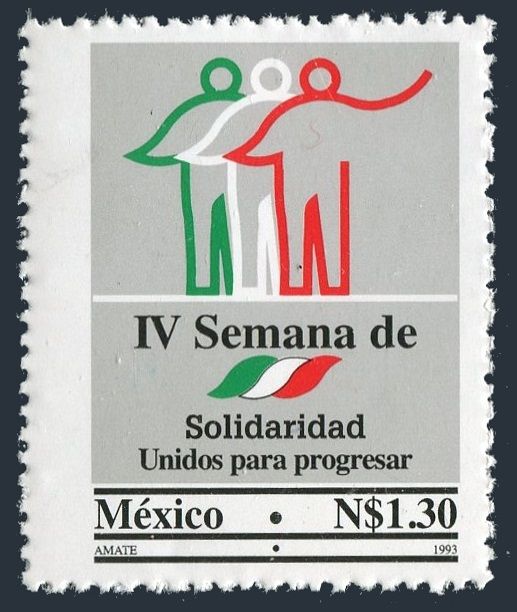 IV Semana de
Solidaridad
Unidos para progresar
México • N$1.30
AMATE • 1993